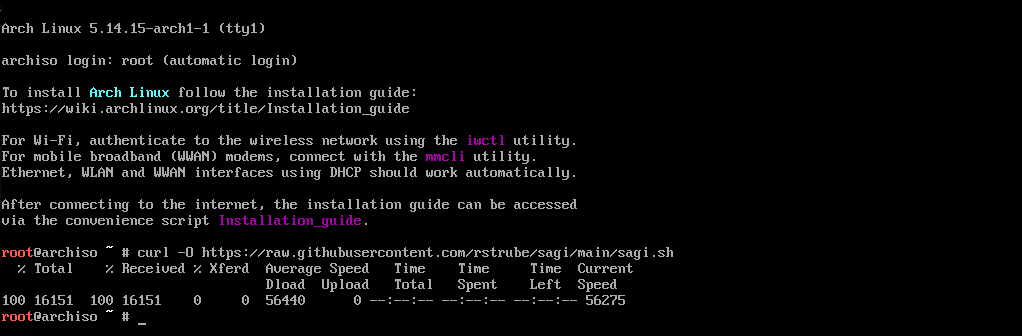 Arch Linux 5.14.15-arch1-1 (tty1)
archiso login: root (automatic login)
To install Arch Linux follow the installation guide:
https://wiki.archlinux.org/title/Installation_guide
For Wi-Fi, authenticate to the wireless network using the iwctl utility.
For mobile broadband (WWAN) modems, connect with the mmcli utility.
Ethernet, WLAN and WWAN interfaces using DHCP should work automatically.
After connecting to the internet, the installation guide can be accessed
via the convenience script Installation_guide.
root@archiso ~ # curl -O https://raw.githubusercontent.com/rstrube/sagi/main/sagi.sh
  % Total    % Received % Xferd  Average Speed   Time    Time     Time  Current
                                 Dload  Upload   Total   Spent    Left  Speed
100 16151  100 16151    0     0  56440      0 --:--:-- --:--:-- --:--:-- 56275
root@archiso ~ # _